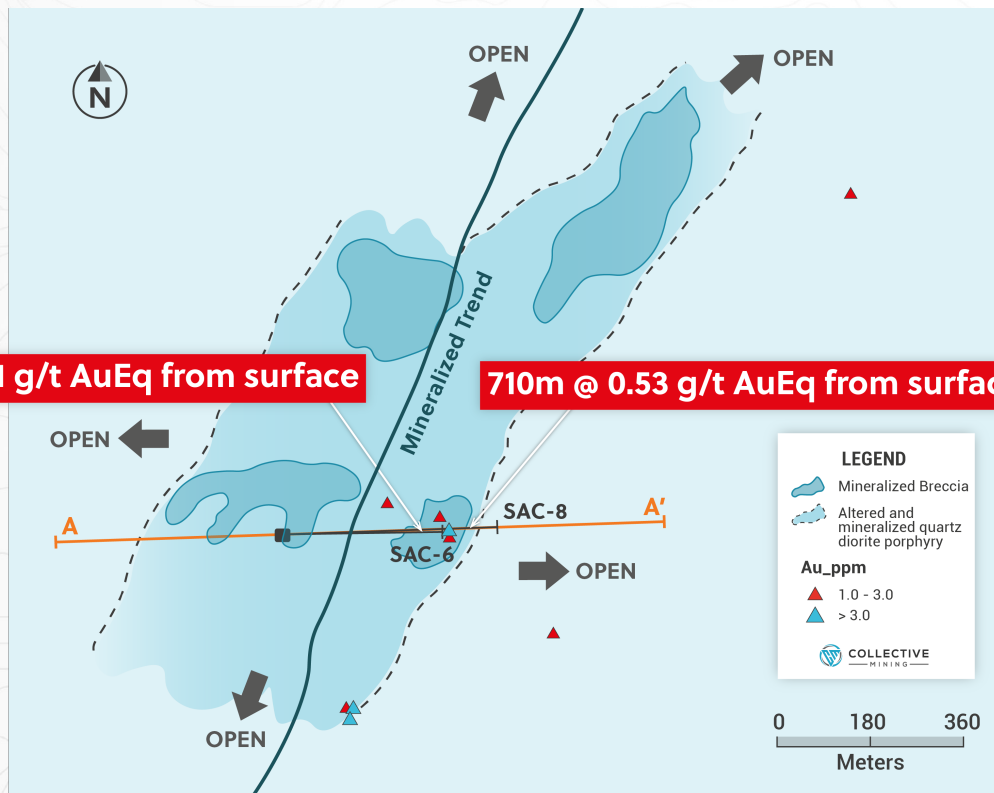 OPEN
OPEN
N
Mineralized Trend
g/t AuEq from surface
710m @ 0.53 g/t AuEq from
OPEN
A
SAC-8
A’
SAC-6
OPEN
OPEN
LEGEND
Mineralized Breccia
Altered and
mineralized quartz
diorite porphyry
Au_ppm
1.0 - 3.0
> 3.0
COLLECTIVE
MINING
0 180 360
Meters